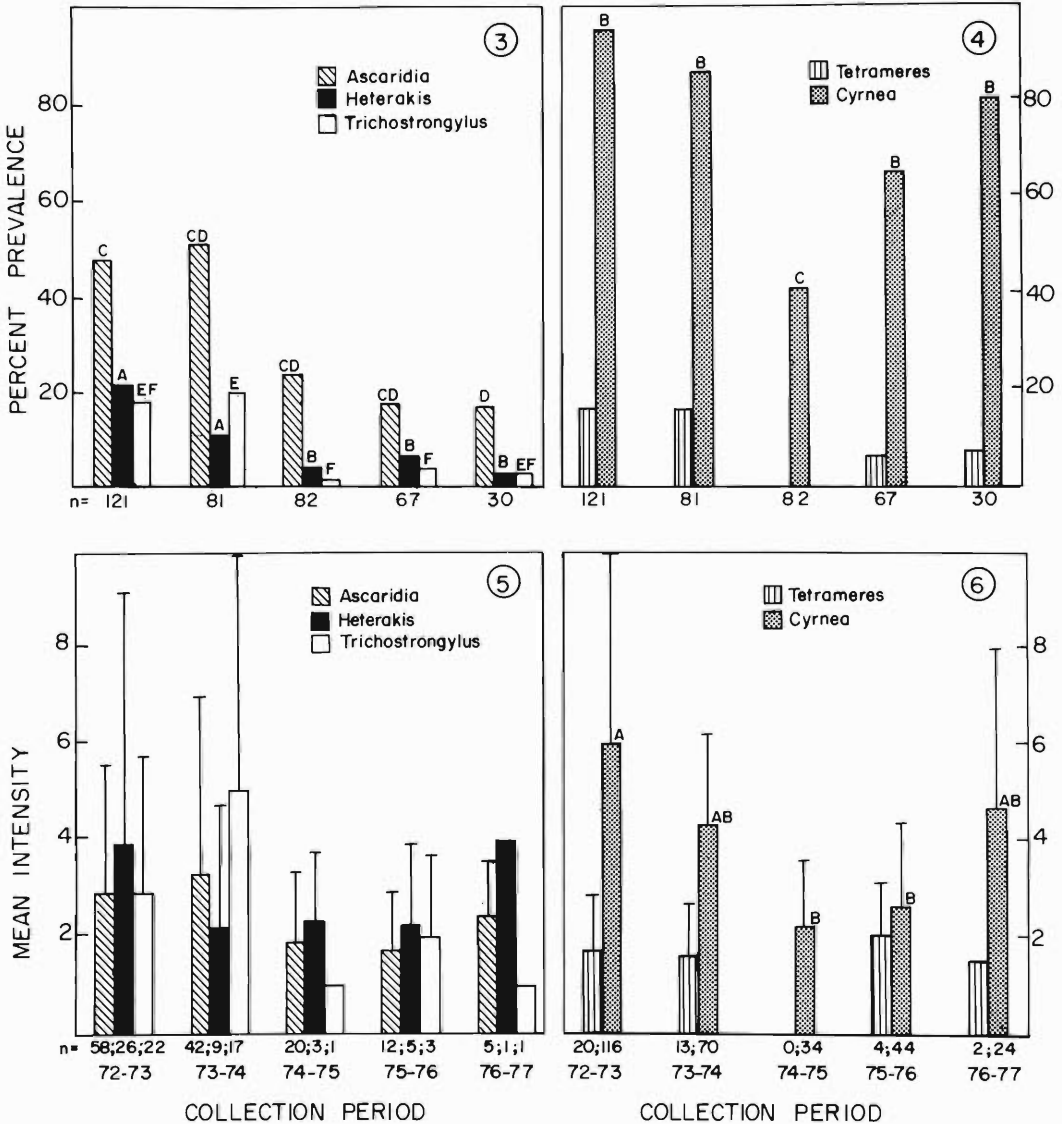 3
Ascaridia
Heterakis
Trichostrongylus
PERCENT PREVALENCE
80
60
40
20
C
A
EF
CD
A
E
CD
B
F
CD
B
F
D
B
EF
n= 121 81 82 67 30
4
Tetrameres
Cyrnea
B
B
C
B
B
80
60
40
20
121 81 82 67 30
5
Ascaridia
Heterakis
Trichostrongylus
MEAN INTENSITY
8
6
4
2
n= 58;26;22 42;9;17 20;3;1 12;5;3 5;1;1
72-73 73-74 74-75 75-76 76-77
COLLECTION PERIOD
6
Tetrameres
Cyrnea
A
AB
B
B
AB
8
6
4
2
20;116 13;70 0;34 4;44 2;24
72-73 73-74 74-75 75-76 76-77
COLLECTION PERIOD